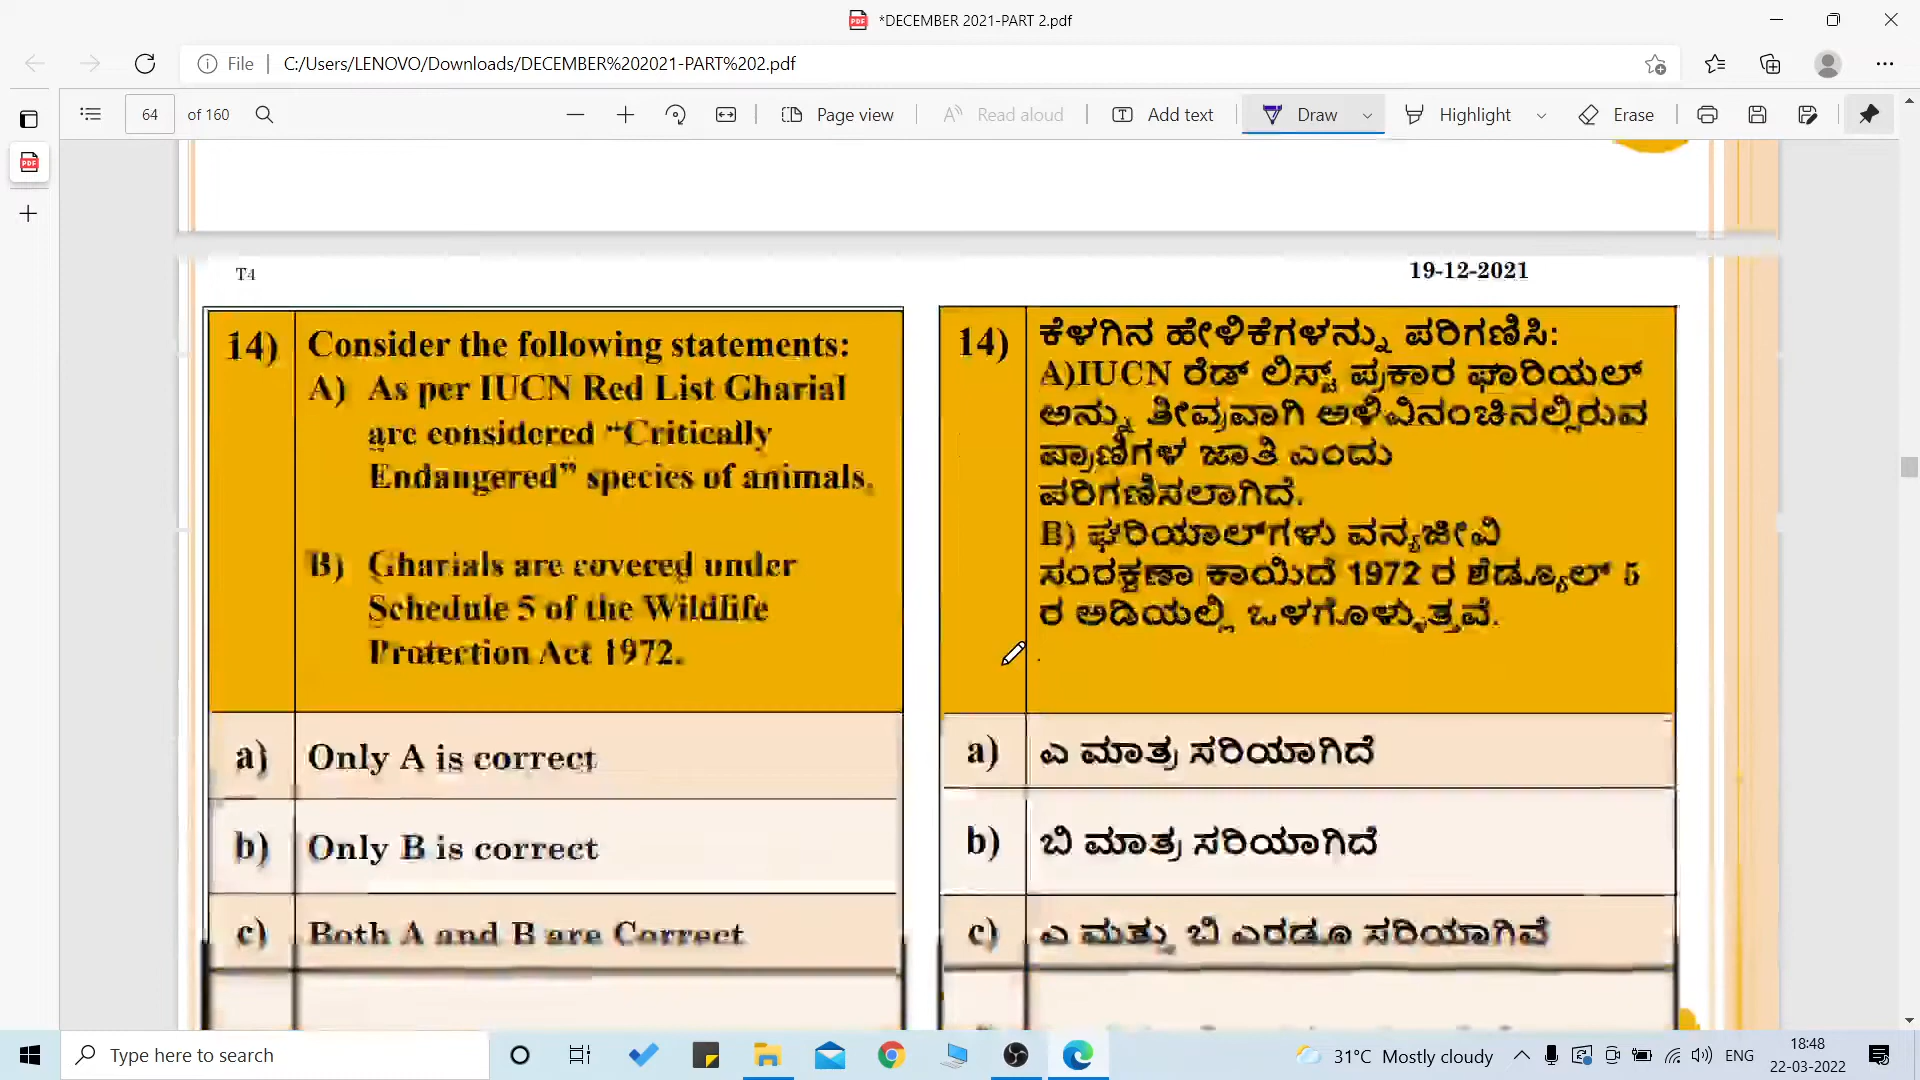 *DECEMBER 2021-PART 2.pdf
File
C:/Users/LENOVO/Downloads/DECEMBER%202021-PART%202.pdf
64
of 160
Page view
Read aloud
Add text
Draw
Highlight
Erase
T4
19-12-2021
14)
Consider the following statements:
A) As per IUCN Red List Gharial
are considered “Critically
Endangered” species of animals.
B) Gharials are covered under
Schedule 5 of the Wildlife
Protection Act 1972.
a) Only A is correct
b) Only B is correct
c) Both A and B are Correct
14)
ಕೆಳಗಿನ ಹೇಳಿಕೆಗಳನ್ನು ಪರಿಗಣಿಸಿ:
A)IUCN ರೆಡ್ ಲಿಸ್ಟ್ ಪ್ರಕಾರ ಘಾರಿಯಲ್
ಅನ್ನು ತೀವ್ರವಾಗಿ ಅಳಿವಿನಂಚಿನಲ್ಲಿರುವ
ಪ್ರಾಣಿಗಳ ಜಾತಿ ಎಂದು
ಪರಿಗಣಿಸಲಾಗಿದೆ.
B) ಘರಿಯಾಲ್‌ಗಳು ವನ್ಯಜೀವಿ
ಸಂರಕ್ಷಣಾ ಕಾಯಿದೆ 1972 ರ ಶೆಡ್ಯೂಲ್ 5
ರ ಅಡಿಯಲ್ಲಿ ಒಳಗೊಳ್ಳುತ್ತವೆ.
a) ಎ ಮಾತ್ರ ಸರಿಯಾಗಿದೆ
b) ಬಿ ಮಾತ್ರ ಸರಿಯಾಗಿದೆ
c) ಎ ಮತ್ತು ಬಿ ಎರಡೂ ಸರಿಯಾಗಿವೆ
Type here to search
31°C Mostly cloudy
ENG
18:48
22-03-2022